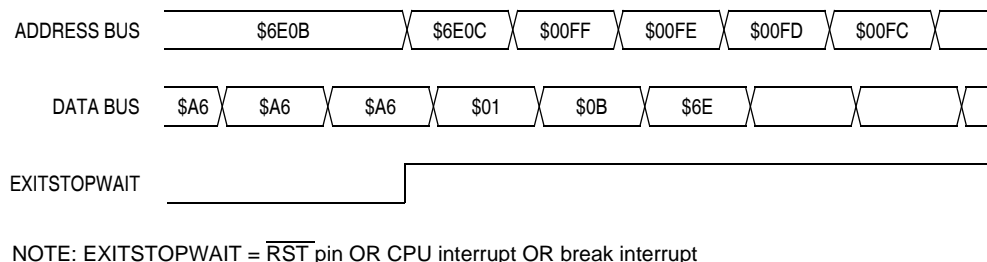 ADDRESS BUS $6E0B $6E0C $00FF $00FE $00FD $00FC
DATA BUS $A6 $A6 $A6 $01 $0B $6E
EXITSTOPWAIT
NOTE: EXITSTOPWAIT = RST pin OR CPU interrupt OR break interrupt